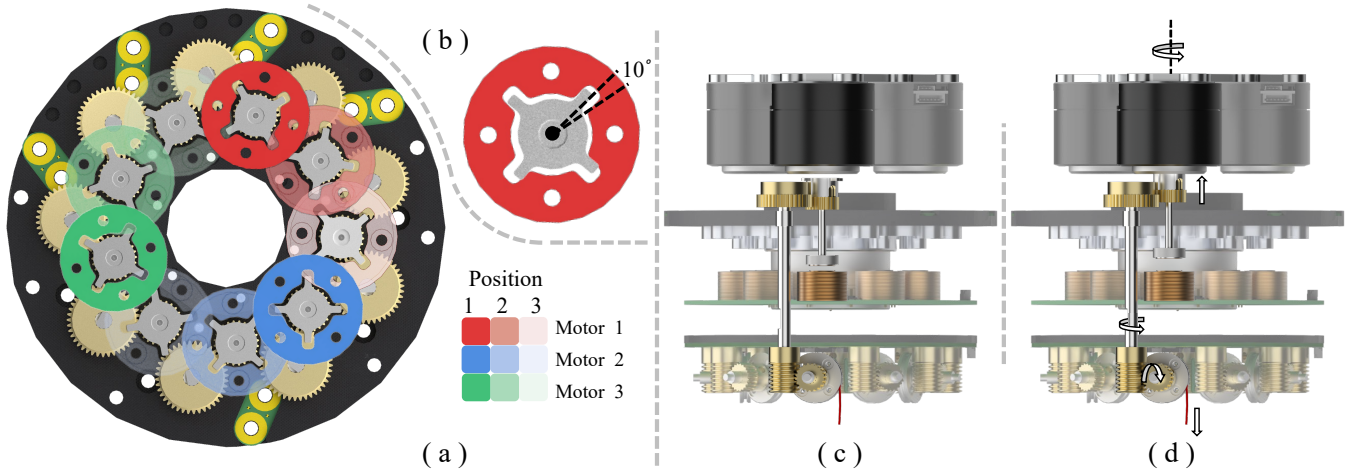 ( b )
10°
Position
1 2 3
Motor 1
Motor 2
Motor 3
( a )
( c )
( d )